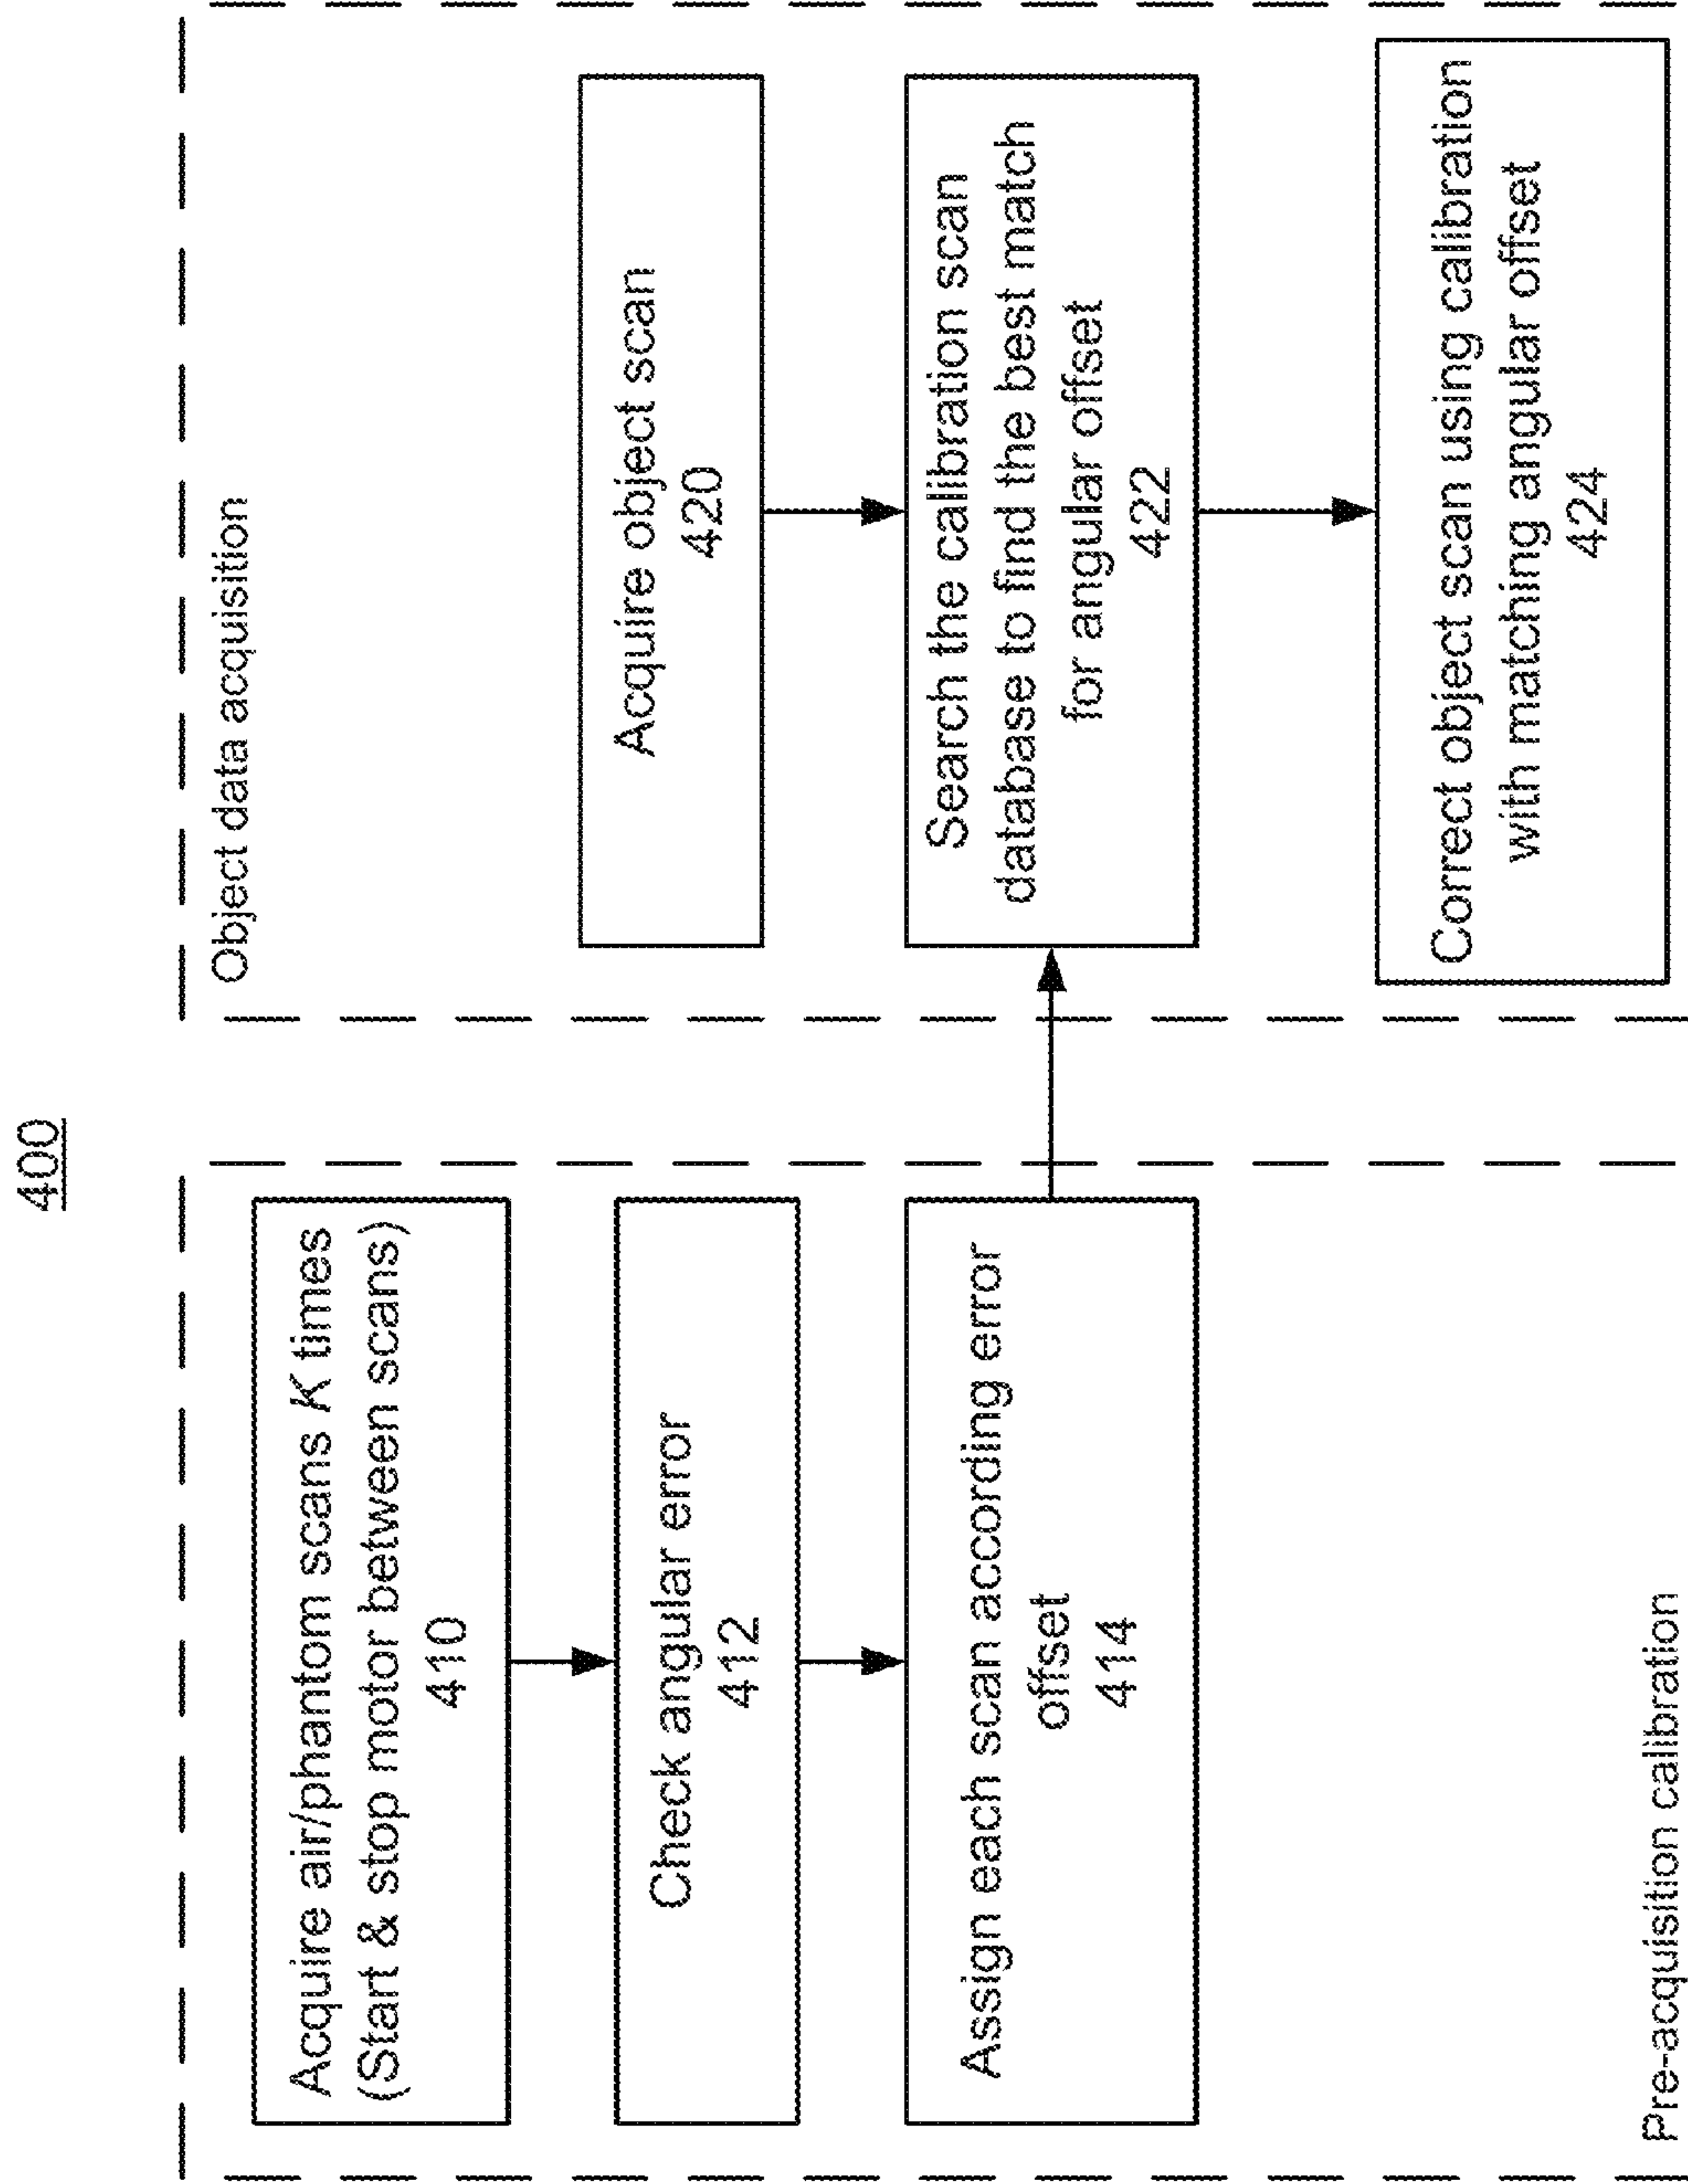 400
Acquire air/phantom scans K times
(Start & stop motor between scans)
410
Check angular error
412
Assign each scan according error
offset
414
Pre-acquisition calibration
Object data acquisition
Acquire object scan
420
Search the calibration scan
database to find the best match
for angular offset
422
Correct object scan using calibration
with matching angular offset
424